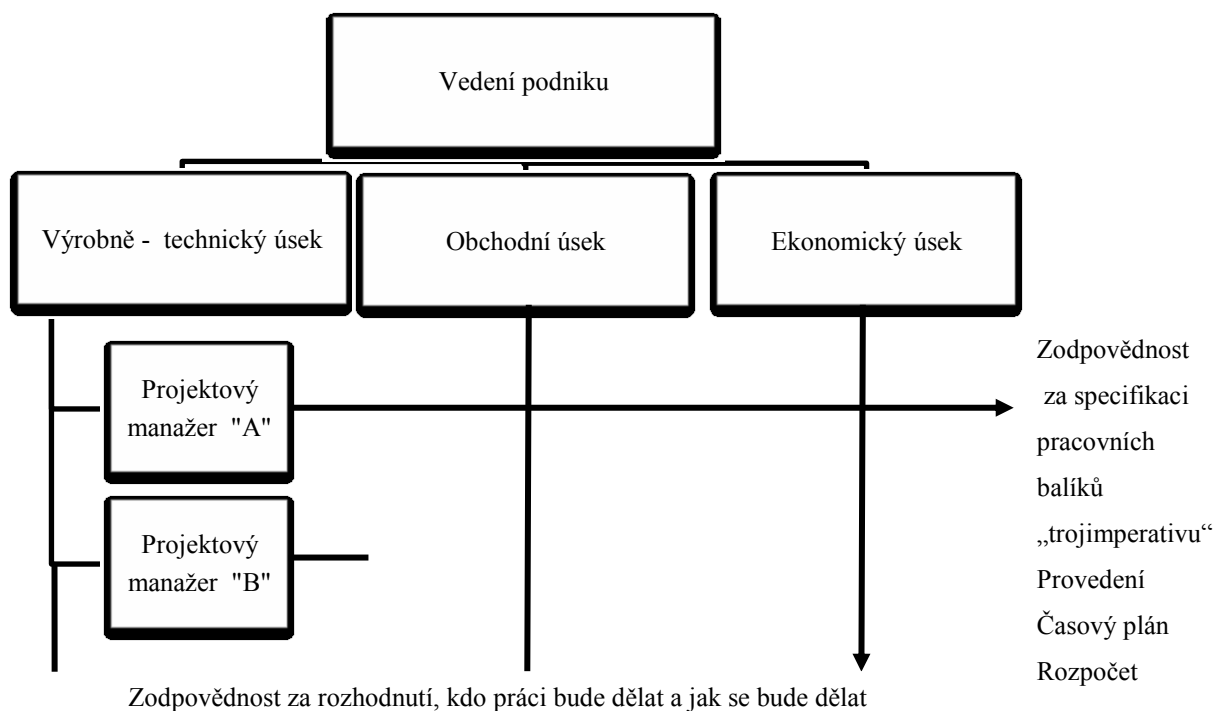 Vedení podniku
Výrobně - technický úsek
Obchodní úsek
Ekonomický úsek
Projektový
manažer "A"
Projektový
manažer "B"
Zodpovědnost
za specifikaci
pracovních
balíků
„trojimperativu“
Provedení
Časový plán
Rozpočet
Zodpovědnost za rozhodnutí, kdo práci bude dělat a jak se bude dělat